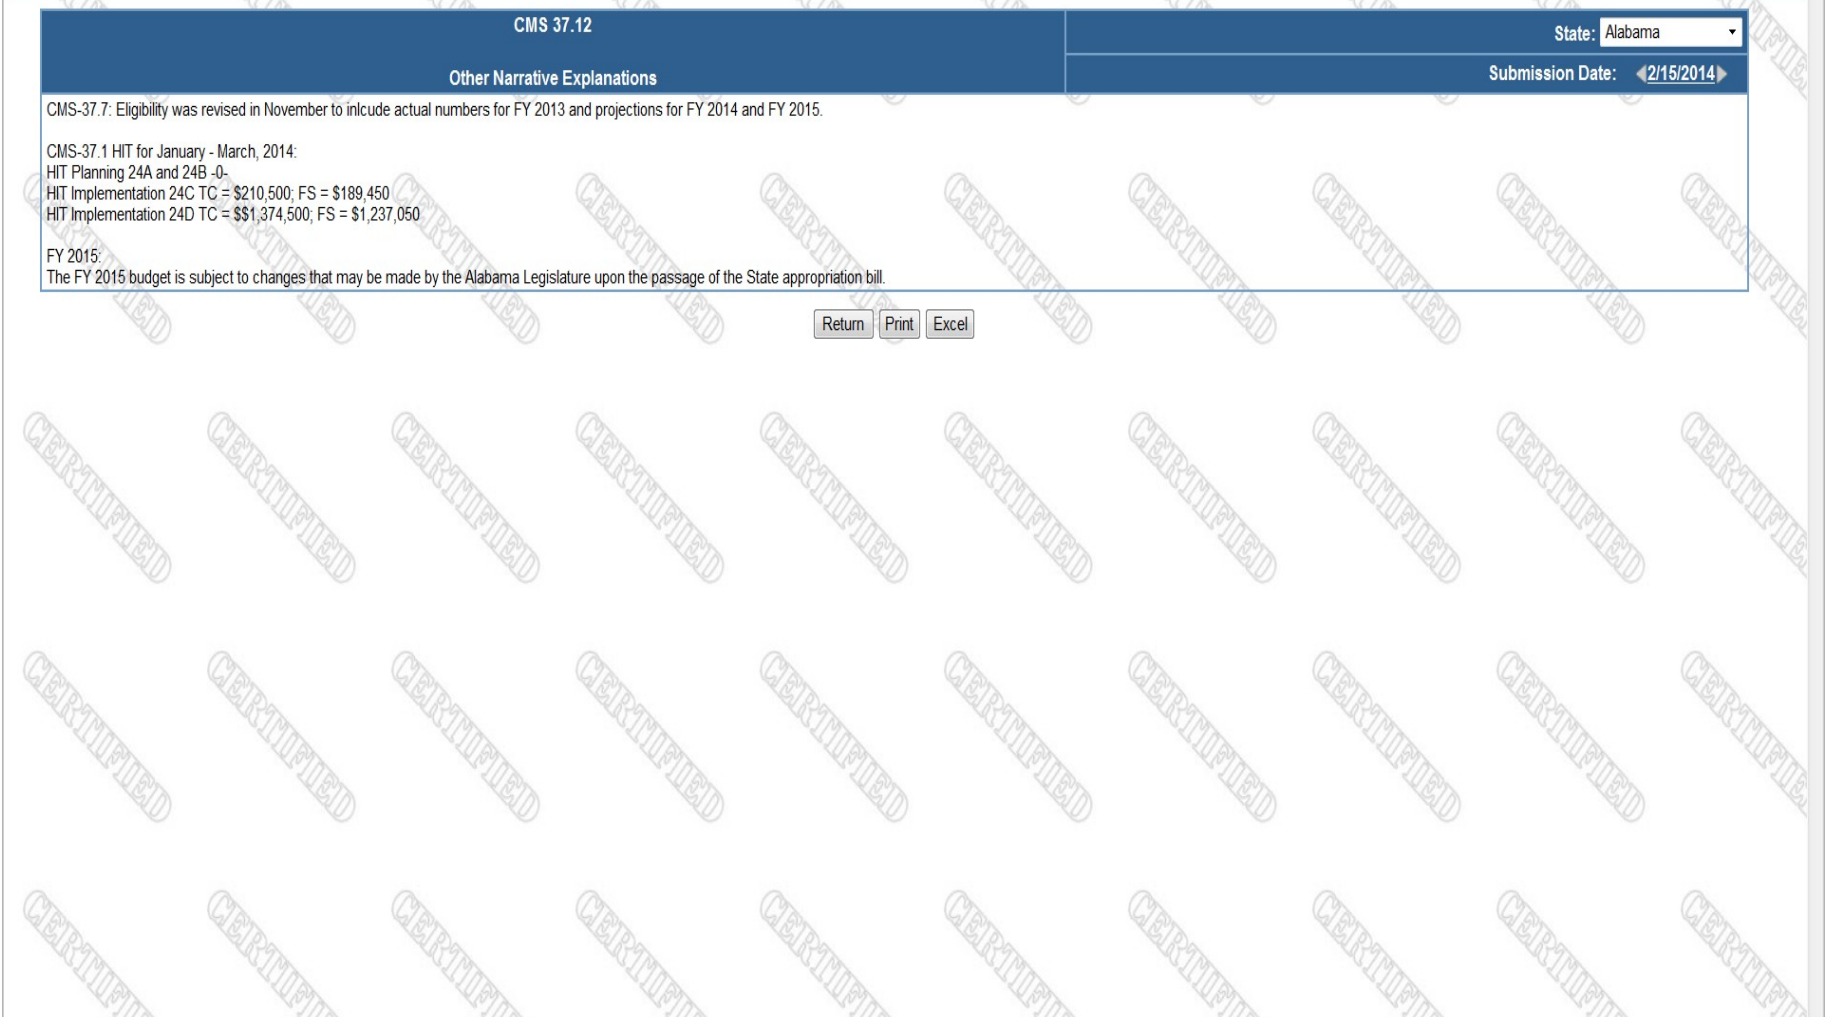 CMS 37.12
State: Alabama
Other Narrative Explanations
Submission Date: 2/15/2014
CMS-37.7: Eligibility was revised in November to inlcude actual numbers for FY 2013 and projections for FY 2014 and FY 2015.
CMS-37.1 HIT for January - March, 2014:
HIT Planning 24A and 24B -0-
HIT Implementation 24C TC = $210,500; FS = $189,450
HIT Implementation 24D TC = $$1,374,500; FS = $1,237,050
FY 2015:
The FY 2015 budget is subject to changes that may be made by the Alabama Legislature upon the passage of the State appropriation bill.
Return Print Excel
CERTIFIED